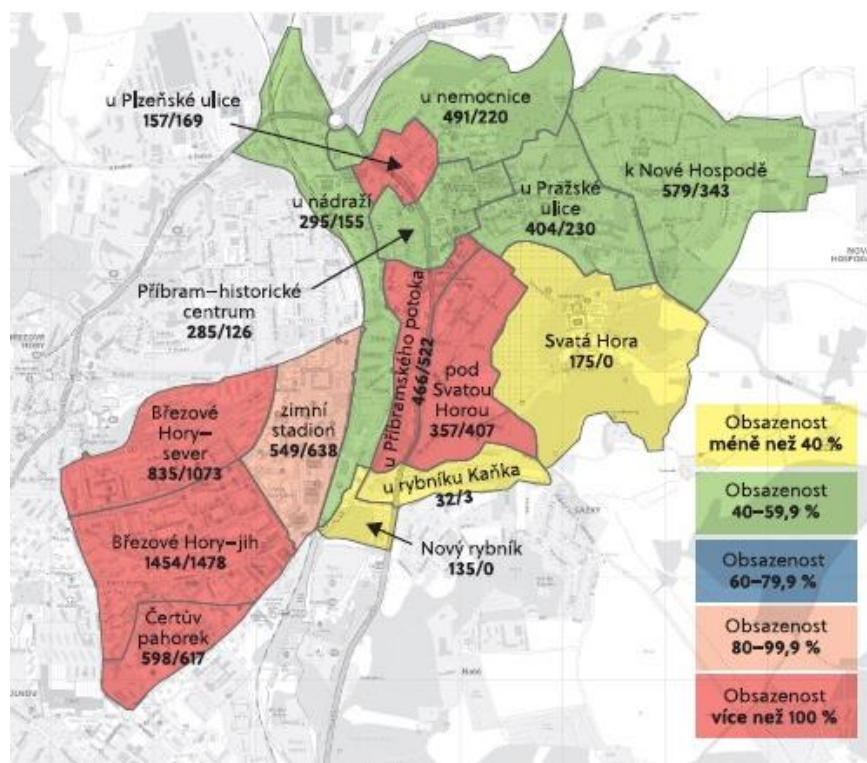 u Plzeňské ulice
157/169
u nemocnice
491/220
k Nové Hospodě
579/343
u Pražské
ulice
404/230
u nádraží
295/155
Příbram–historické
centrum
285/126
u Příbramského potoka
466/522
pod
Svatou
Horou
357/407
Svatá Hora
175/0
Březové
Hory–
sever
835/1073
zimní
stadion
549/638
u rybníku Kaňka
32/3
Nový rybník
135/0
Březové Hory–jih
1454/1478
Čertův
pahorek
598/617
Obsazenost
méně než 40 %
Obsazenost
40–59,9 %
Obsazenost
60–79,9 %
Obsazenost
80–99,9 %
Obsazenost
více než 100 %